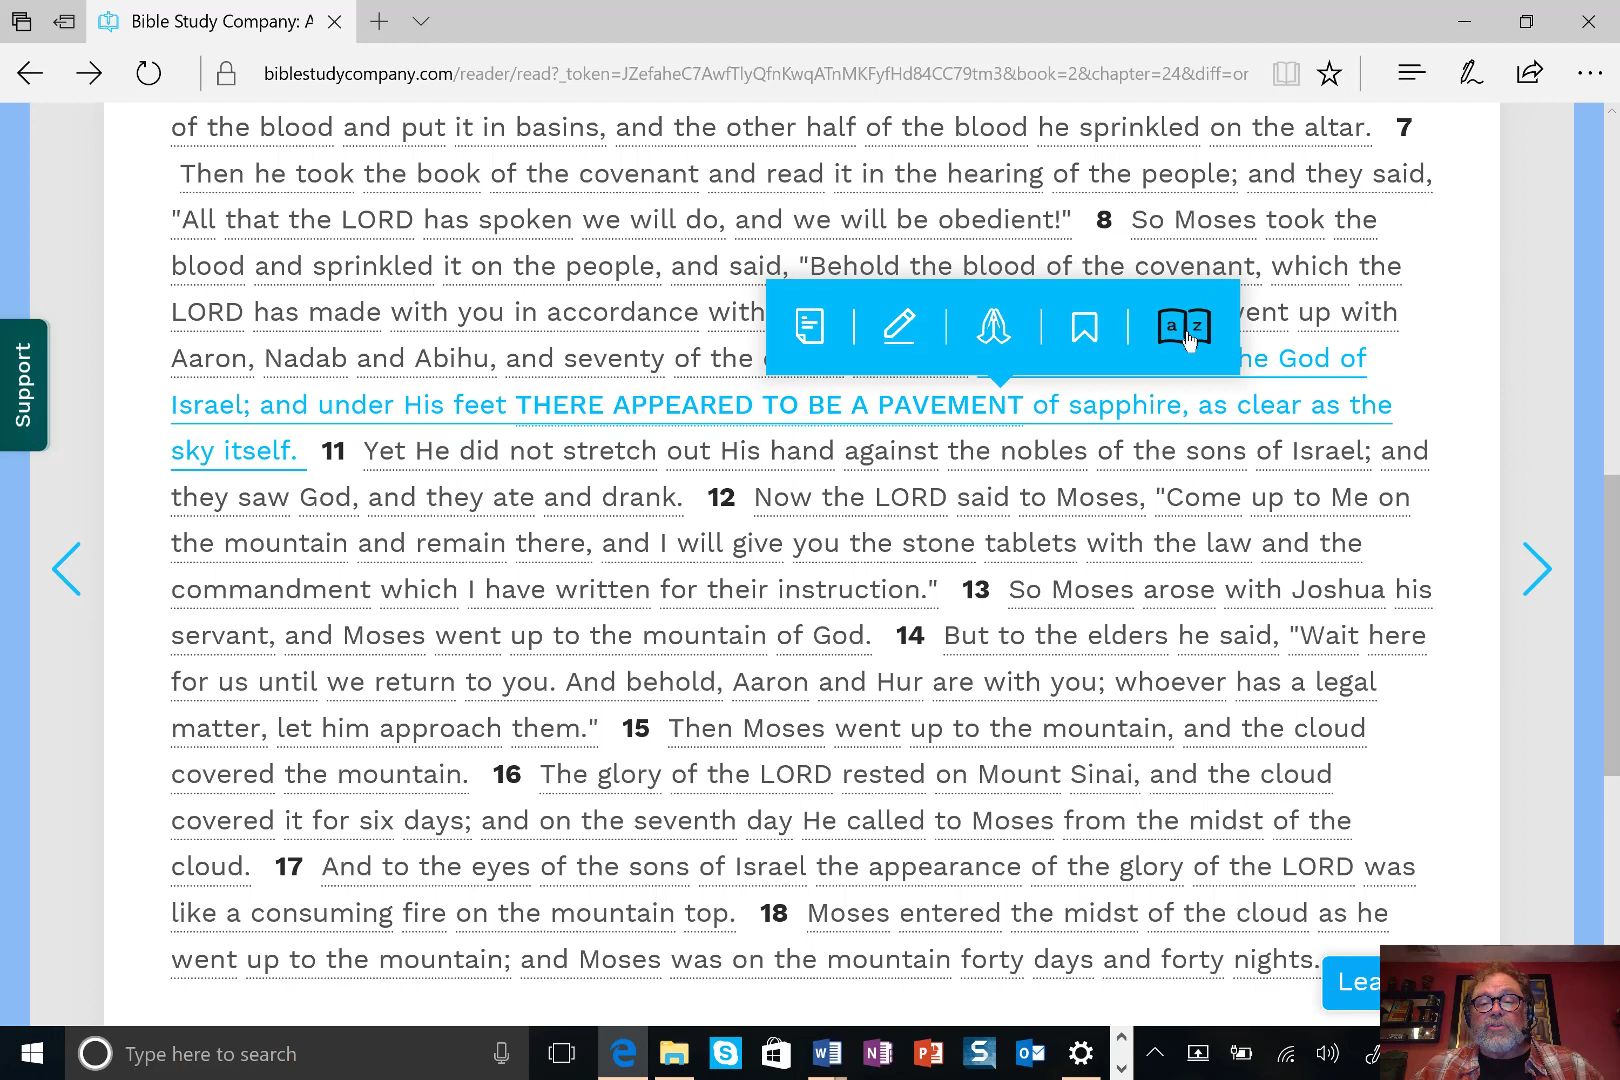 Bible Study Company: A
biblestudycompany.com/reader/read?_token=JZefaheC7AwfTlyQfnKwqATnMKFyfHd84CC79tm3&book=2&chapter=24&diff=or
of the blood and put it in basins, and the other half of the blood he sprinkled on the altar. 7
Then he took the book of the covenant and read it in the hearing of the people; and they said,
"All that the LORD has spoken we will do, and we will be obedient!" 8 So Moses took the
blood and sprinkled it on the people, and said, "Behold the blood of the covenant, which the
LORD has made with you in accordance with
a z
ent up with
Aaron, Nadab and Abihu, and seventy of the
he God of
Israel; and under His feet THERE APPEARED TO BE A PAVEMENT of sapphire, as clear as the
sky itself. 11 Yet He did not stretch out His hand against the nobles of the sons of Israel; and
they saw God, and they ate and drank. 12 Now the LORD said to Moses, "Come up to Me on
the mountain and remain there, and I will give you the stone tablets with the law and the
commandment which I have written for their instruction." 13 So Moses arose with Joshua his
servant, and Moses went up to the mountain of God. 14 But to the elders he said, "Wait here
for us until we return to you. And behold, Aaron and Hur are with you; whoever has a legal
matter, let him approach them." 15 Then Moses went up to the mountain, and the cloud
covered the mountain. 16 The glory of the LORD rested on Mount Sinai, and the cloud
covered it for six days; and on the seventh day He called to Moses from the midst of the
cloud. 17 And to the eyes of the sons of Israel the appearance of the glory of the LORD was
like a consuming fire on the mountain top. 18 Moses entered the midst of the cloud as he
went up to the mountain; and Moses was on the mountain forty days and forty nights.
Support
Lea
Type here to search